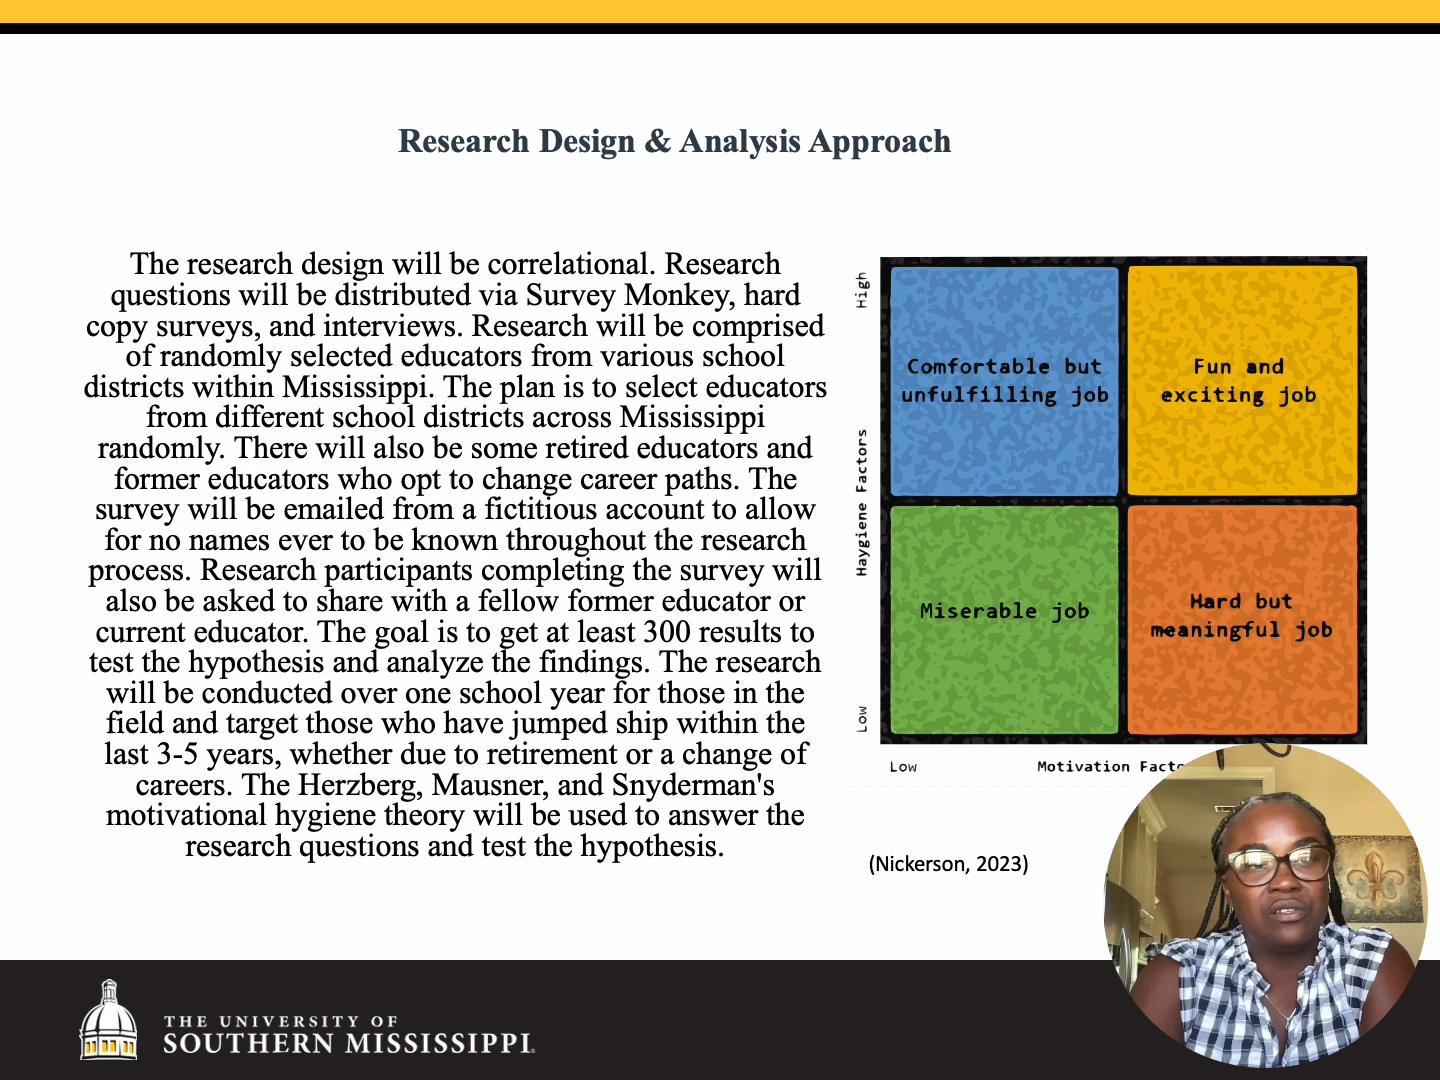 Research Design & Analysis Approach
The research design will be correlational. Research
questions will be distributed via Survey Monkey, hard
copy surveys, and interviews. Research will be comprised
of randomly selected educators from various school
districts within Mississippi. The plan is to select educators
from different school districts across Mississippi
randomly. There will also be some retired educators and
former educators who opt to change career paths. The
survey will be emailed from a fictitious account to allow
for no names ever to be known throughout the research
process. Research participants completing the survey will
also be asked to share with a fellow former educator or
current educator. The goal is to get at least 300 results to
test the hypothesis and analyze the findings. The research
will be conducted over one school year for those in the
field and target those who have jumped ship within the
last 3-5 years, whether due to retirement or a change of
careers. The Herzberg, Mausner, and Snyderman's
motivational hygiene theory will be used to answer the
research questions and test the hypothesis.
High
Haygiene Factors
Low
Comfortable but
unfulfilling job
Fun and
exciting job
Miserable job
Hard but
meaningful job
Low
Motivation
(Nickerson, 2023)
THE UNIVERSITY OF
SOUTHERN MISSISSIPPI